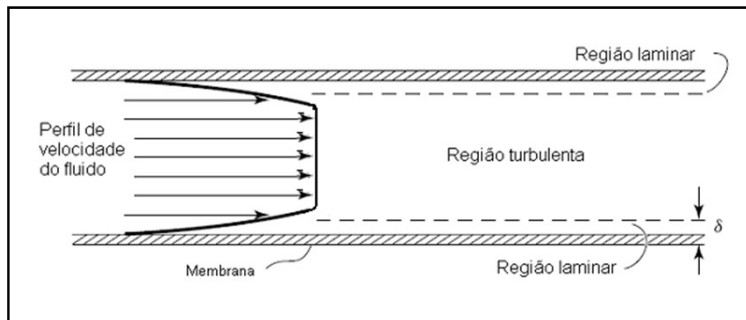 Região laminar
Perfil de
velocidade
do fluido
Região turbulenta
δ
Membrana
Região laminar